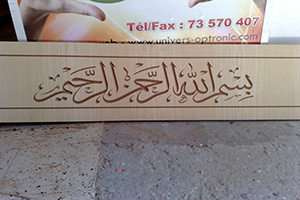 Tél/Fax : 73 570 407
www.univers-optronic.com
بسم الله الرحمن الرحيم